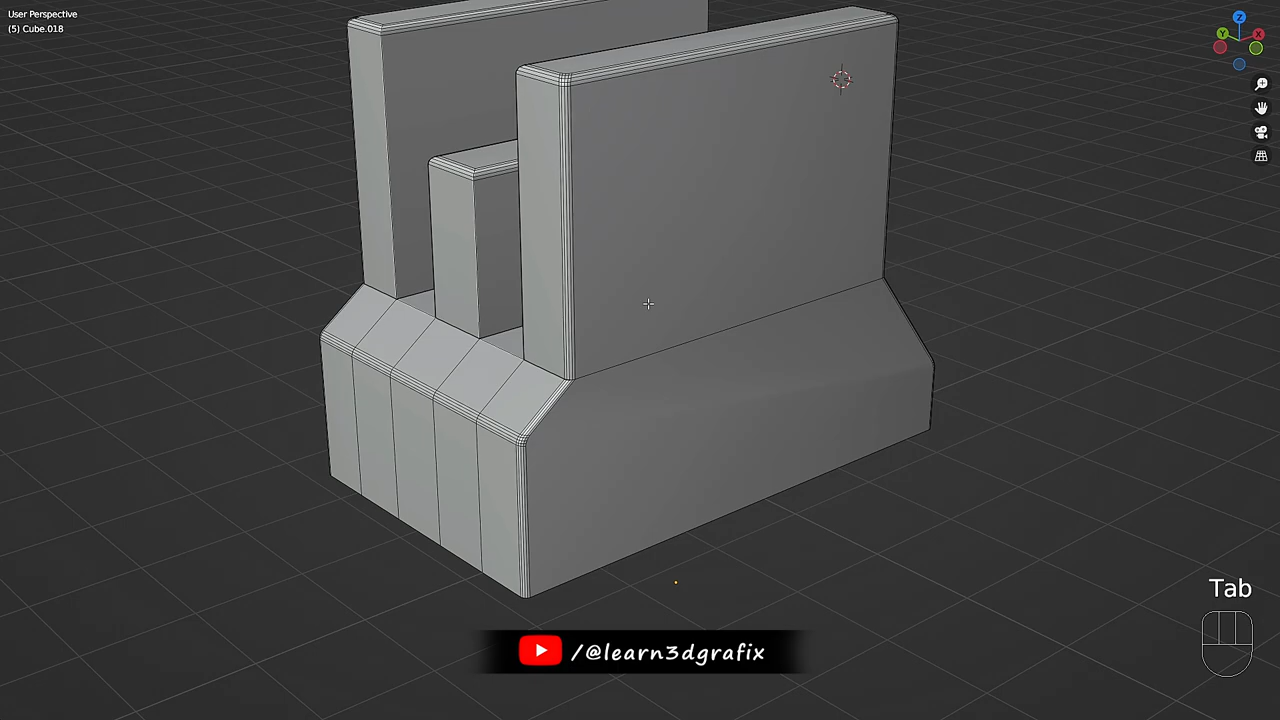 User Perspective
(5) Cube.018
Z
Y
X
Tab
/@learn3dgrafix